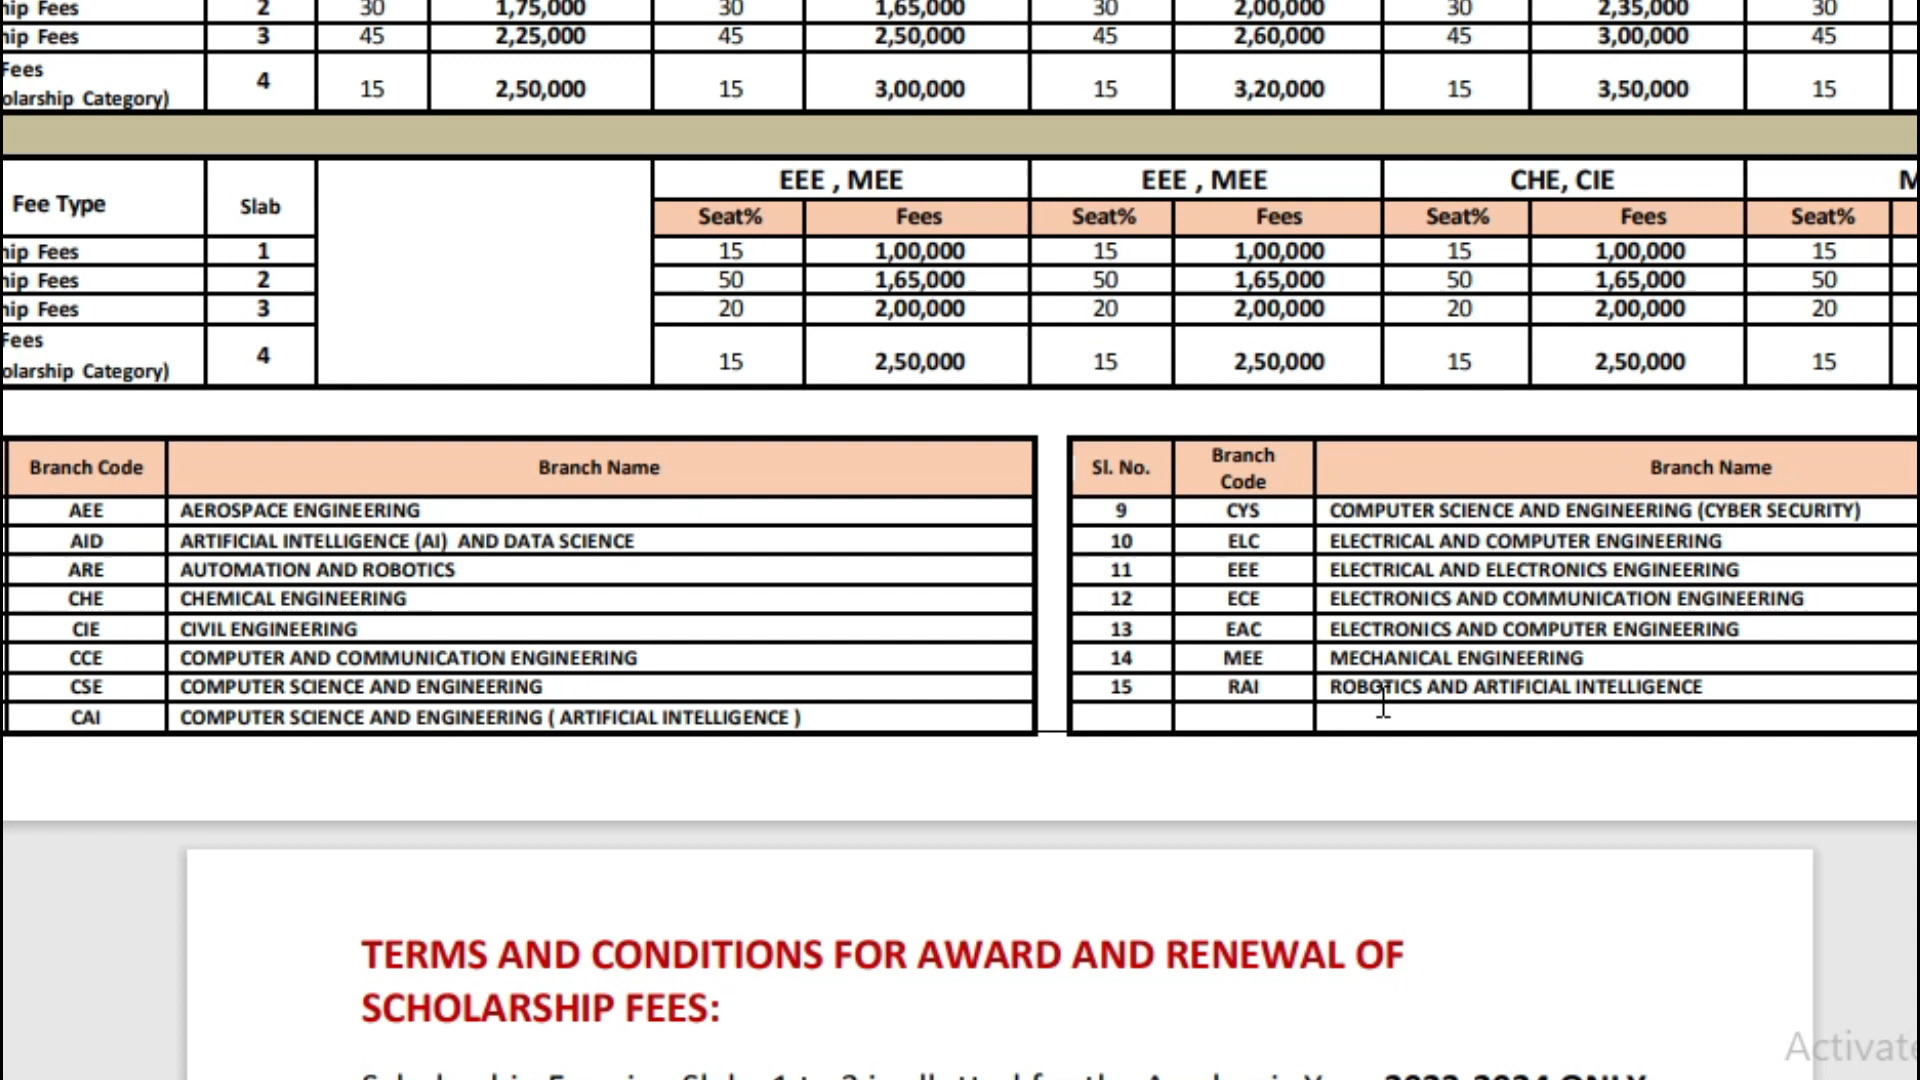 hip Fees 2 30 1,75,000 30 1,65,000 30 2,00,000 30 2,35,000 30
hip Fees 3 45 2,25,000 45 2,50,000 45 2,60,000 45 3,00,000 45
Fees
olarship Category) 4 15 2,50,000 15 3,00,000 15 3,20,000 15 3,50,000 15
Fee Type Slab EEE , MEE EEE , MEE CHE, CIE M
Seat% Fees Seat% Fees Seat% Fees Seat%
hip Fees 1 15 1,00,000 15 1,00,000 15 1,00,000 15
hip Fees 2 50 1,65,000 50 1,65,000 50 1,65,000 50
hip Fees 3 20 2,00,000 20 2,00,000 20 2,00,000 20
Fees
olarship Category) 4 15 2,50,000 15 2,50,000 15 2,50,000 15
Branch Code Branch Name
AEE AEROSPACE ENGINEERING
AID ARTIFICIAL INTELLIGENCE (AI) AND DATA SCIENCE
ARE AUTOMATION AND ROBOTICS
CHE CHEMICAL ENGINEERING
CIE CIVIL ENGINEERING
CCE COMPUTER AND COMMUNICATION ENGINEERING
CSE COMPUTER SCIENCE AND ENGINEERING
CAI COMPUTER SCIENCE AND ENGINEERING ( ARTIFICIAL INTELLIGENCE )
Sl. No. Branch Code Branch Name
9 CYS COMPUTER SCIENCE AND ENGINEERING (CYBER SECURITY)
10 ELC ELECTRICAL AND COMPUTER ENGINEERING
11 EEE ELECTRICAL AND ELECTRONICS ENGINEERING
12 ECE ELECTRONICS AND COMMUNICATION ENGINEERING
13 EAC ELECTRONICS AND COMPUTER ENGINEERING
14 MEE MECHANICAL ENGINEERING
15 RAI ROBOTICS AND ARTIFICIAL INTELLIGENCE
TERMS AND CONDITIONS FOR AWARD AND RENEWAL OF
SCHOLARSHIP FEES:
Activate